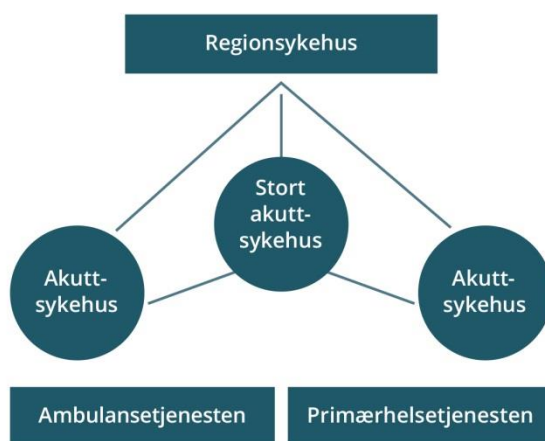 Regionsykehus
Stort
akutt-
sykehus
Akutt-
sykehus
Akutt-
sykehus
Ambulansetjenesten
Primærhelsetjenesten